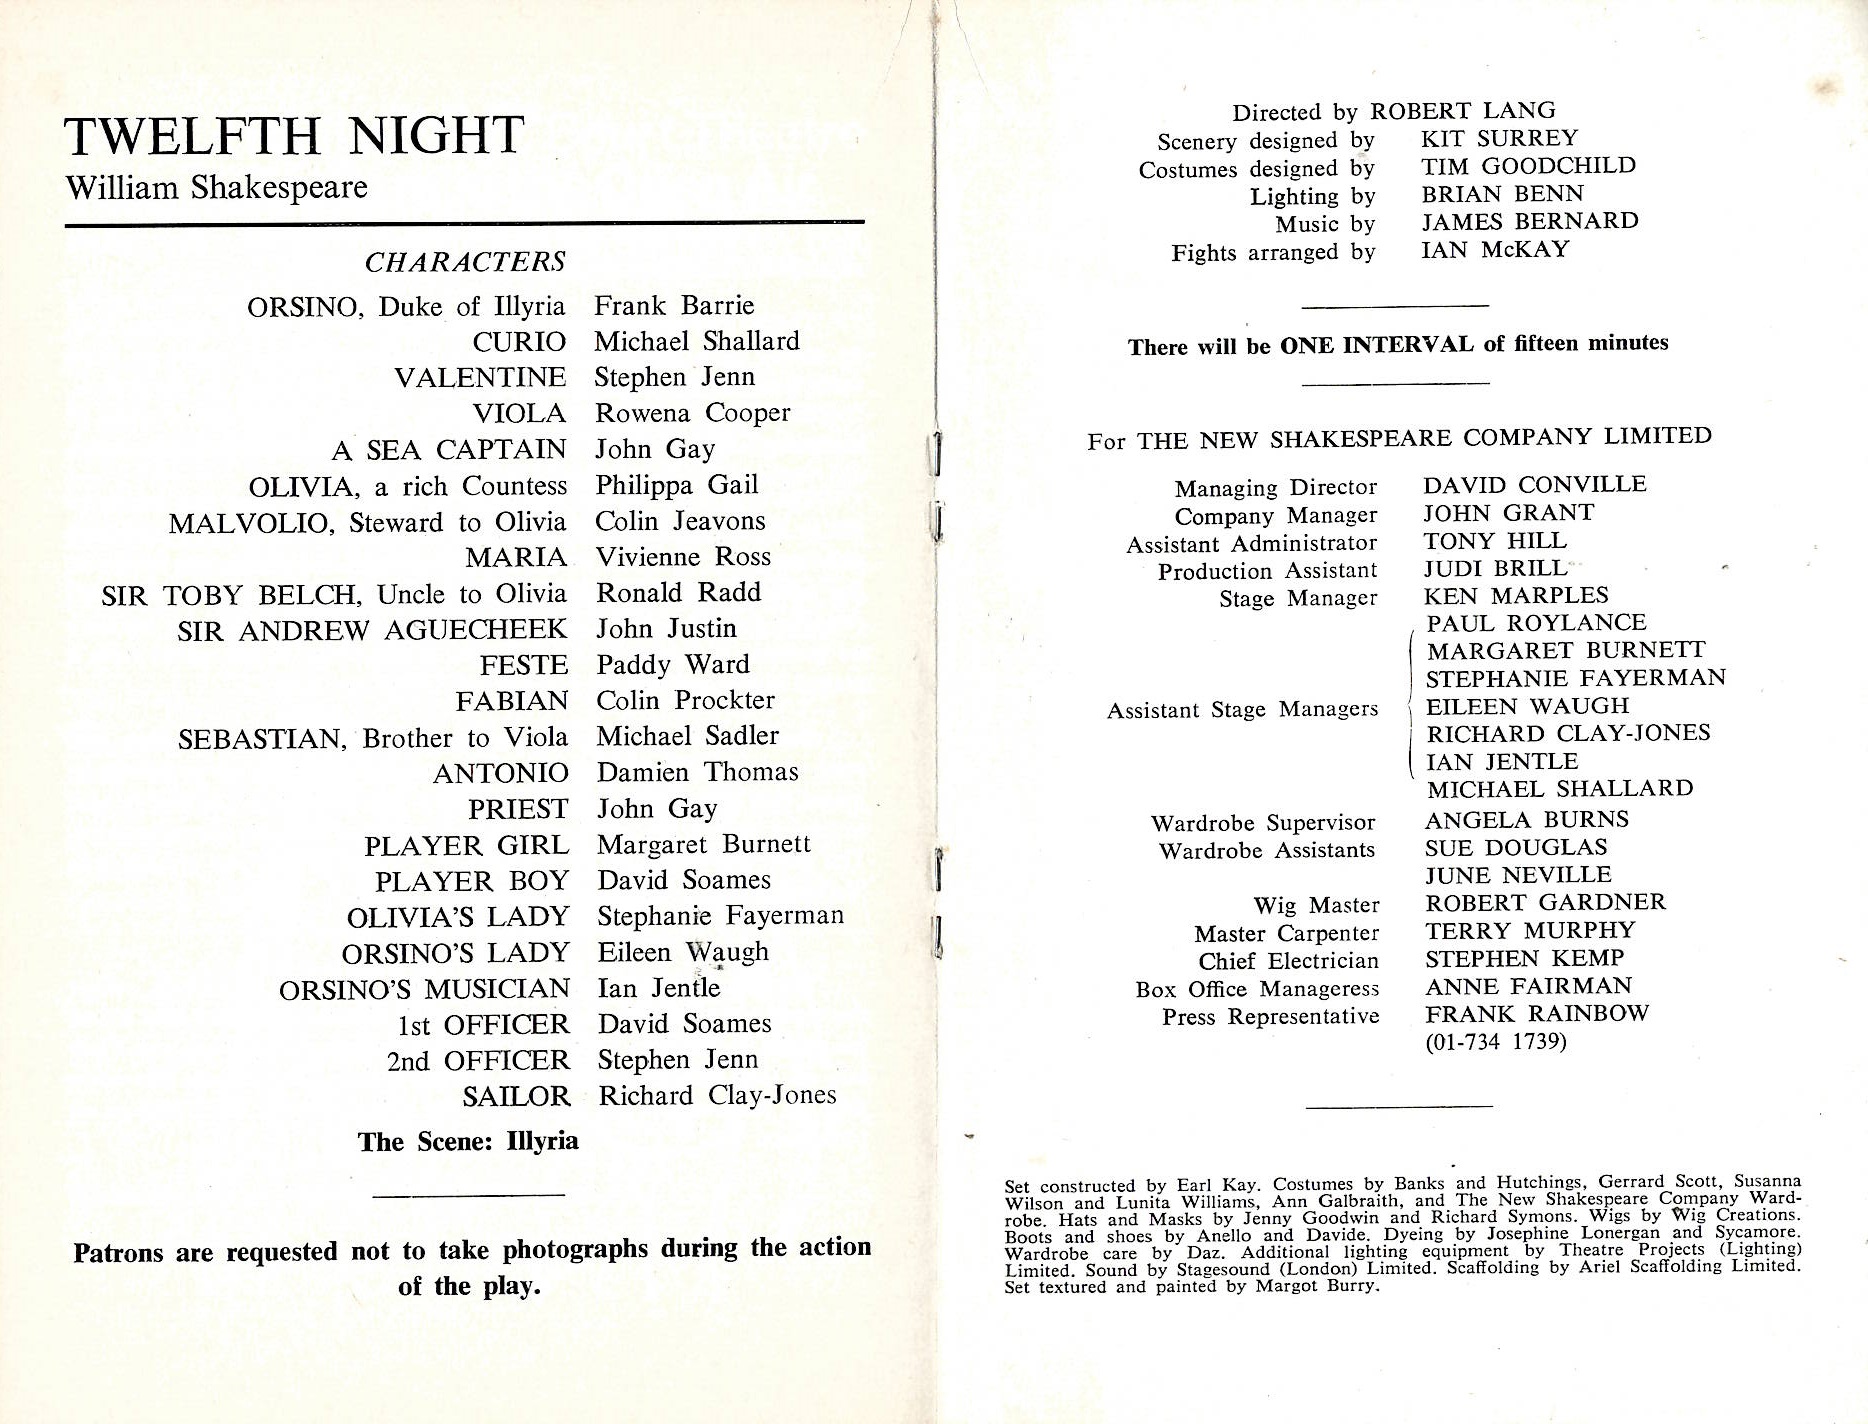 TWELFTH NIGHT
William Shakespeare
CHARACTERS
ORSINO, Duke of Illyria Frank Barrie
CURIO Michael Shallard
VALENTINE Stephen Jenn
VIOLA Rowena Cooper
A SEA CAPTAIN John Gay
OLIVIA, a rich Countess Philippa Gail
MALVOLIO, Steward to Olivia Colin Jeavons
MARIA Vivienne Ross
SIR TOBY BELCH, Uncle to Olivia Ronald Radd
SIR ANDREW AGUECHEEK John Justin
FESTE Paddy Ward
FABIAN Colin Prockter
SEBASTIAN, Brother to Viola Michael Sadler
ANTONIO Damien Thomas
PRIEST John Gay
PLAYER GIRL Margaret Burnett
PLAYER BOY David Soames
OLIVIA'S LADY Stephanie Fayerman
ORSINO'S LADY Eileen Waugh
ORSINO'S MUSICIAN Ian Jentle
1st OFFICER David Soames
2nd OFFICER Stephen Jenn
SAILOR Richard Clay-Jones
The Scene: Illyria
Patrons are requested not to take photographs during the action
of the play.
Directed by ROBERT LANG
Scenery designed by KIT SURREY
Costumes designed by TIM GOODCHILD
Lighting by BRIAN BENN
Music by JAMES BERNARD
Fights arranged by IAN McKAY
There will be ONE INTERVAL of fifteen minutes
For THE NEW SHAKESPEARE COMPANY LIMITED
Managing Director DAVID CONVILLE
Company Manager JOHN GRANT
Assistant Administrator TONY HILL
Production Assistant JUDI BRILL
Stage Manager KEN MARPLES
PAUL ROYLANCE
MARGARET BURNETT
STEPHANIE FAYERMAN
Assistant Stage Managers EILEEN WAUGH
RICHARD CLAY-JONES
IAN JENTLE
MICHAEL SHALLARD
Wardrobe Supervisor ANGELA BURNS
Wardrobe Assistants SUE DOUGLAS
JUNE NEVILLE
Wig Master ROBERT GARDNER
Master Carpenter TERRY MURPHY
Chief Electrician STEPHEN KEMP
Box Office Manageress ANNE FAIRMAN
Press Representative FRANK RAINBOW
(01-734 1739)
Set constructed by Earl Kay. Costumes by Banks and Hutchings, Gerrard Scott, Susanna
Wilson and Lunita Williams, Ann Galbraith, and The New Shakespeare Company Ward-
robe. Hats and Masks by Jenny Goodwin and Richard Symons. Wigs by Wig Creations.
Boots and shoes by Anello and Davide. Dyeing by Josephine Lonergan and Sycamore.
Wardrobe care by Daz. Additional lighting equipment by Theatre Projects (Lighting)
Limited. Sound by Stagesound (London) Limited. Scaffolding by Ariel Scaffolding Limited.
Set textured and painted by Margot Burry.